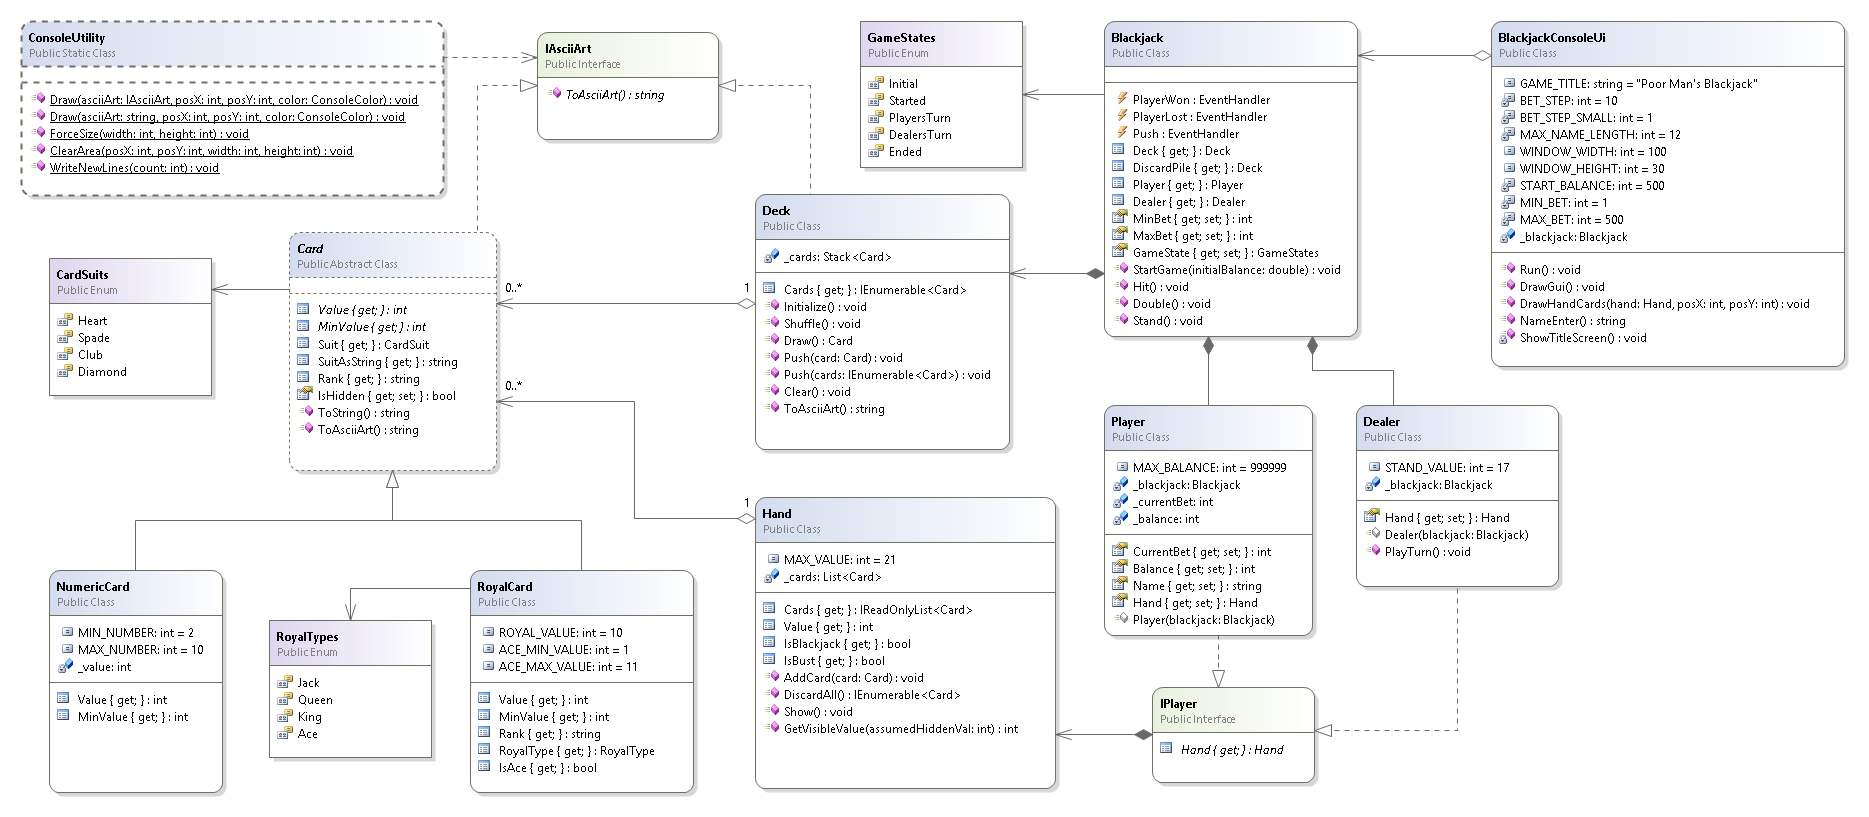 ConsoleUtility
Public Static Class
Draw(asciiArt: IAsciiArt, posX: int, posY: int, color: ConsoleColor) : void
Draw(asciiArt: string, posX: int, posY: int, color: ConsoleColor) : void
ForceSize(width: int, height: int) : void
ClearArea(posX: int, posY: int, width: int, height: int) : void
WriteNewLines(count: int) : void
IAsciiArt
Public Interface
ToAsciiArt() : string
GameStates
Public Enum
Initial
Started
PlayersTurn
DealersTurn
Ended
Blackjack
Public Class
PlayerWon : EventHandler
PlayerLost : EventHandler
Push : EventHandler
Deck { get; } : Deck
DiscardPile { get; } : Deck
Player { get; } : Player
Dealer { get; } : Dealer
MinBet { get; set; } : int
MaxBet { get; set; } : int
GameState { get; set; } : GameStates
StartGame(initialBalance: double) : void
Hit() : void
Double() : void
Stand() : void
BlackjackConsoleUi
Public Class
GAME_TITLE: string = "Poor Man's Blackjack"
BET_STEP: int = 10
BET_STEP_SMALL: int = 1
MAX_NAME_LENGTH: int = 12
WINDOW_WIDTH: int = 100
WINDOW_HEIGHT: int = 30
START_BALANCE: int = 500
MIN_BET: int = 1
MAX_BET: int = 500
_blackjack: Blackjack
Run() : void
DrawGui() : void
DrawHandCards(hand: Hand, posX: int, posY: int) : void
NameEnter() : string
ShowTitleScreen() : void
CardSuits
Public Enum
Heart
Spade
Club
Diamond
Card
Public Abstract Class
Value { get; } : int
MinValue { get; } : int
Suit { get; } : CardSuit
SuitAsString { get; } : string
Rank { get; } : string
IsHidden { get; set; } : bool
ToString() : string
ToAsciiArt() : string
0..*
1
0..*
1
Deck
Public Class
_cards: Stack<Card>
Cards { get; } : IEnumerable<Card>
Initialize() : void
Shuffle() : void
Draw() : Card
Push(card: Card) : void
Push(cards: IEnumerable<Card>) : void
Clear() : void
ToAsciiArt() : string
Player
Public Class
MAX_BALANCE: int = 999999
_blackjack: Blackjack
_currentBet: int
_balance: int
CurrentBet { get; set; } : int
Balance { get; set; } : int
Name { get; set; } : string
Hand { get; set; } : Hand
Player(blackjack: Blackjack)
Dealer
Public Class
STAND_VALUE: int = 17
_blackjack: Blackjack
Hand { get; set; } : Hand
Dealer(blackjack: Blackjack)
PlayTurn() : void
NumericCard
Public Class
MIN_NUMBER: int = 2
MAX_NUMBER: int = 10
_value: int
Value { get; } : int
MinValue { get; } : int
RoyalTypes
Public Enum
Jack
Queen
King
Ace
RoyalCard
Public Class
ROYAL_VALUE: int = 10
ACE_MIN_VALUE: int = 1
ACE_MAX_VALUE: int = 11
Value { get; } : int
MinValue { get; } : int
Rank { get; } : string
RoyalType { get; } : RoyalType
IsAce { get; } : bool
Hand
Public Class
MAX_VALUE: int = 21
_cards: List<Card>
Cards { get; } : IReadOnlyList<Card>
Value { get; } : int
IsBlackjack { get; } : bool
IsBust { get; } : bool
AddCard(card: Card) : void
DiscardAll() : IEnumerable<Card>
Show() : void
GetVisibleValue(assumedHiddenVal: int) : int
IPlayer
Public Interface
Hand { get; } : Hand